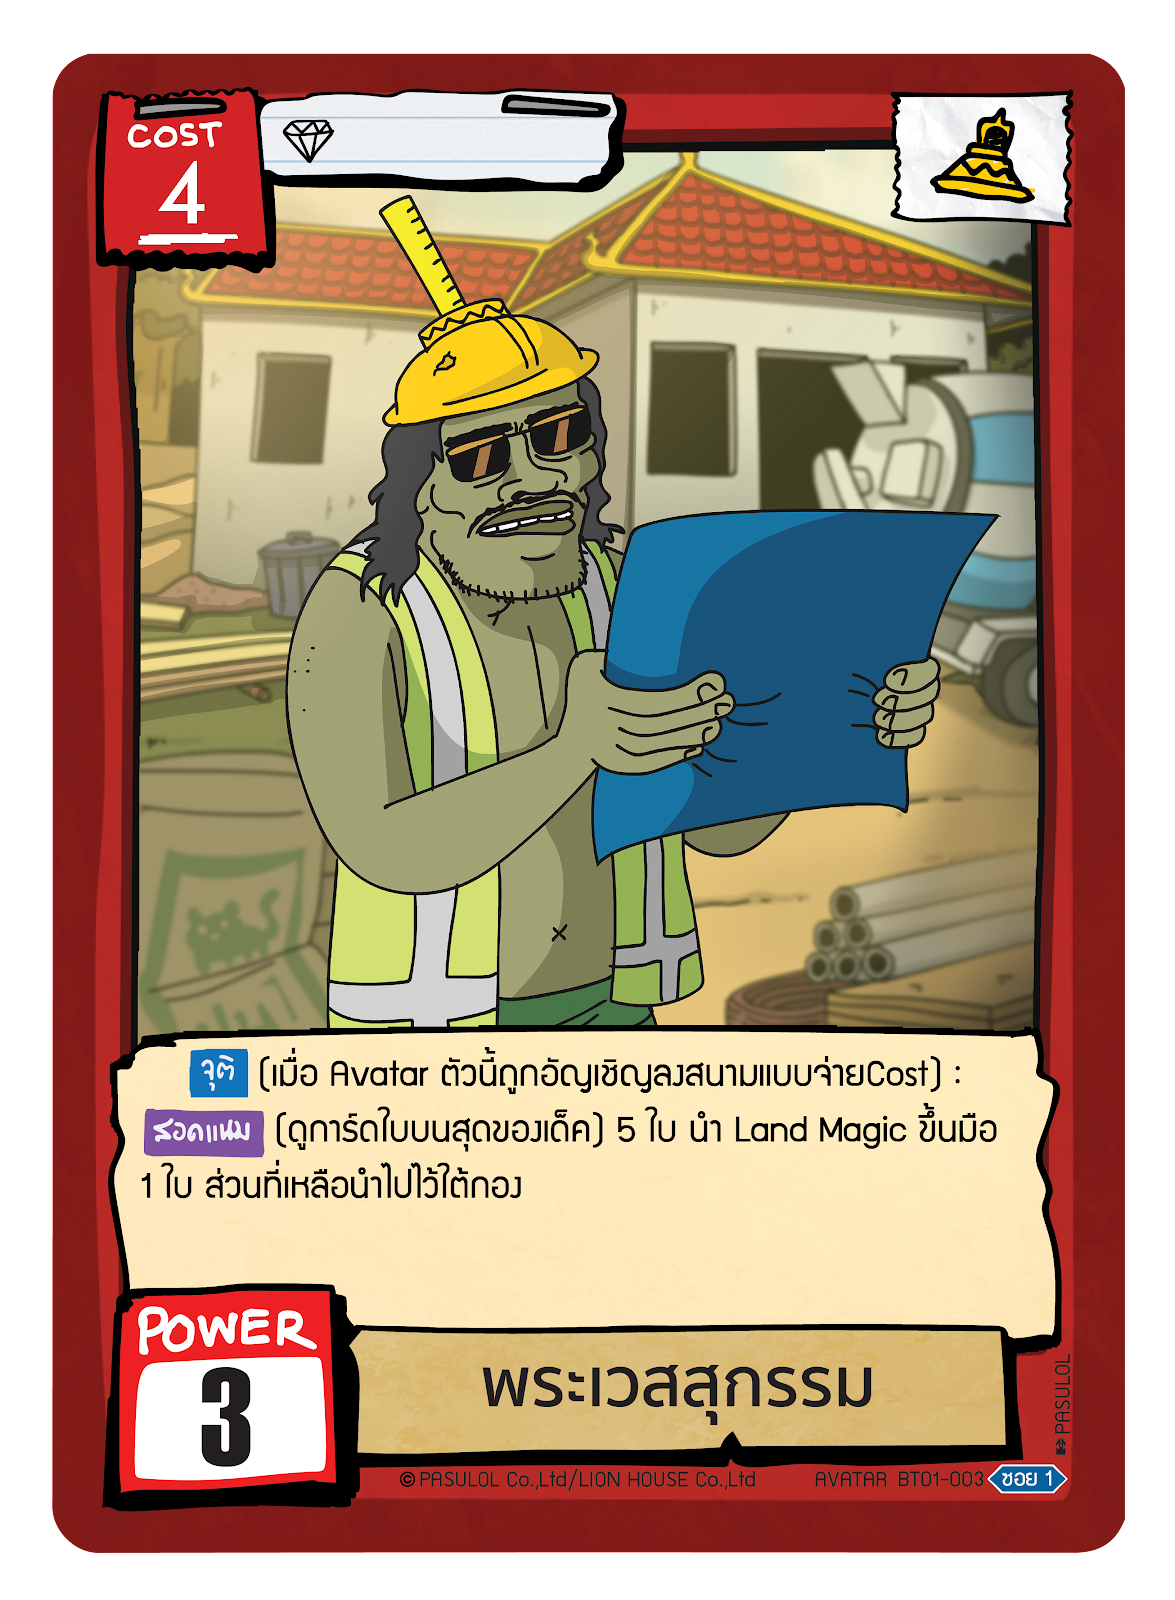 COST
4
จุติ (เมื่อ Avatar ตัวนี้ถูกอัญเชิญลงสนามแบบจ่ายCost) :
สอดแนม (ดูการ์ดใบบนสุดของเด็ค) 5 ใบ นำ Land Magic ขึ้นมือ
1 ใบ ส่วนที่เหลือนำไปไว้ใต้กอง
POWER
3
พระเวสสุกรรม
PASULOL
© PASULOL Co.,Ltd/LION HOUSE Co.,Ltd AVATAR BT01-003 ซอย 1